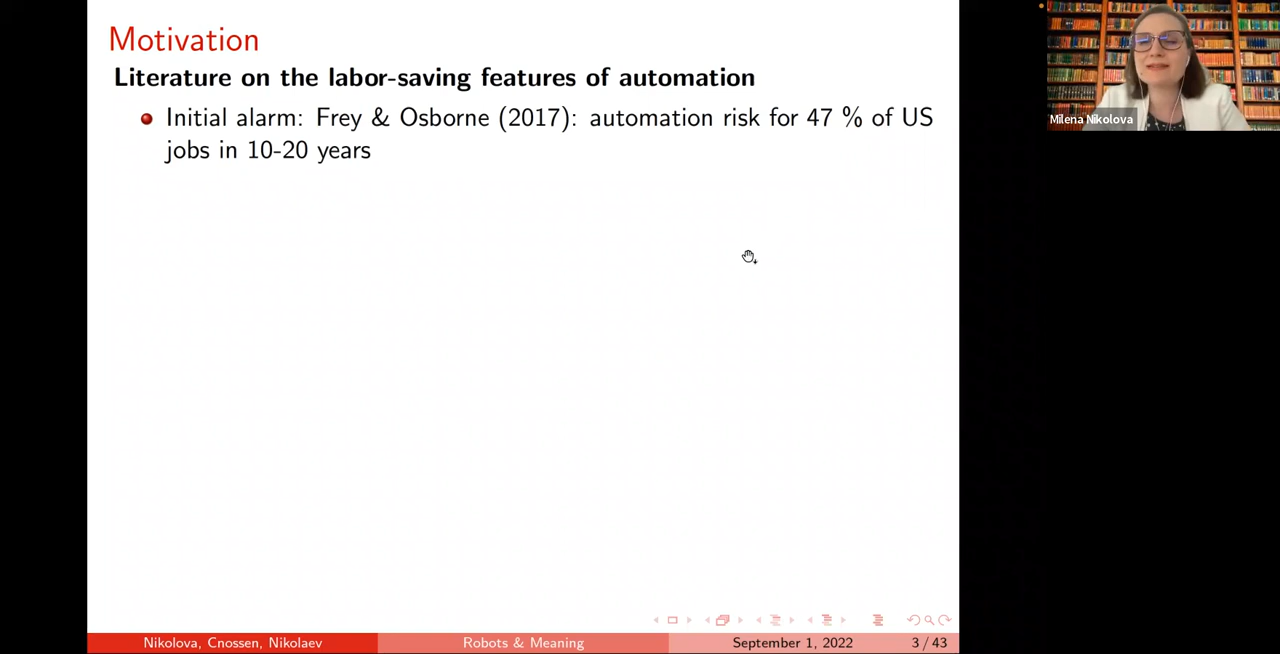 Motivation
Literature on the labor-saving features of automation
Initial alarm: Frey & Osborne (2017): automation risk for 47 % of US
jobs in 10-20 years
Milena Nikolova
Nikolova, Cnossen, Nikolaev
Robots & Meaning
September 1, 2022
3 / 43